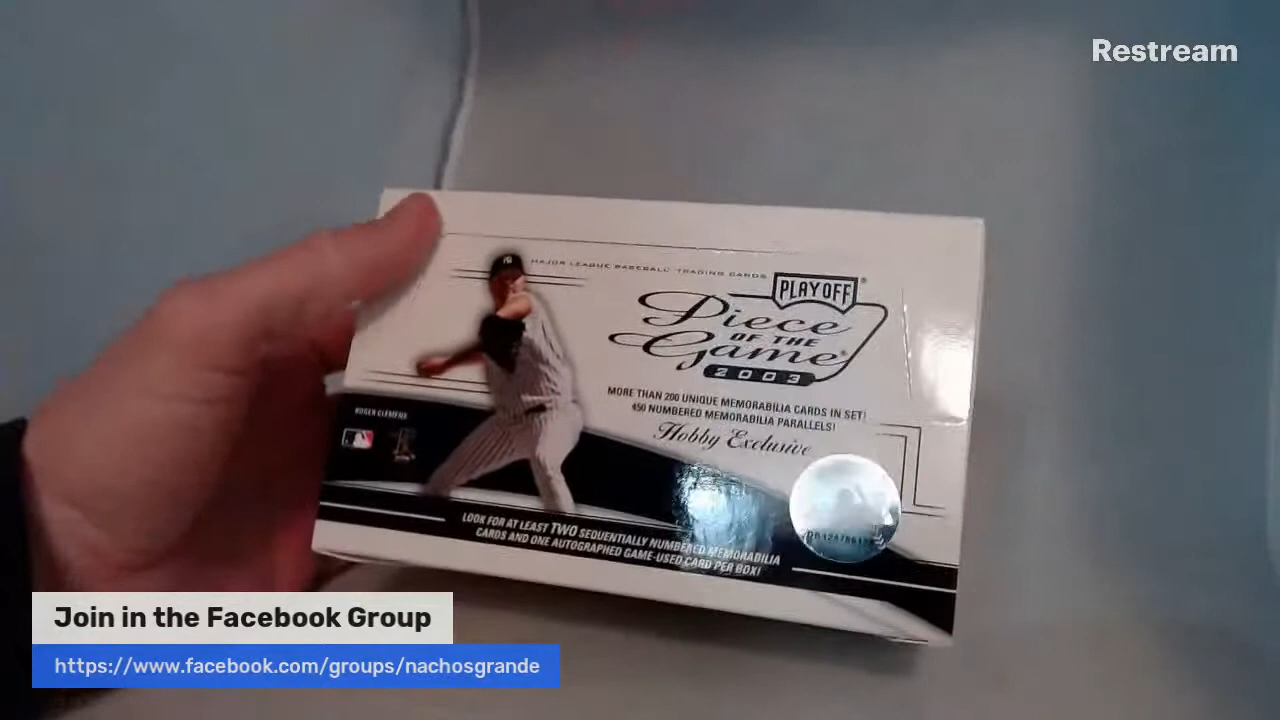 Restream
MAJOR LEAGUE BASEBALL TRADING CARDS
PLAYOFF®
Piece
OF THE
Game®
2003
MORE THAN 200 UNIQUE MEMORABILIA CARDS IN SET!
450 NUMBERED MEMORABILIA PARALLELS!
Hobby Exclusive
ROGER CLEMENS
LOOK FOR AT LEAST TWO SEQUENTIALLY NUMBERED MEMORABILIA
CARDS AND ONE AUTOGRAPHED GAME-USED CARD PER BOX!
Join in the Facebook Group
https://www.facebook.com/groups/nachosgrande